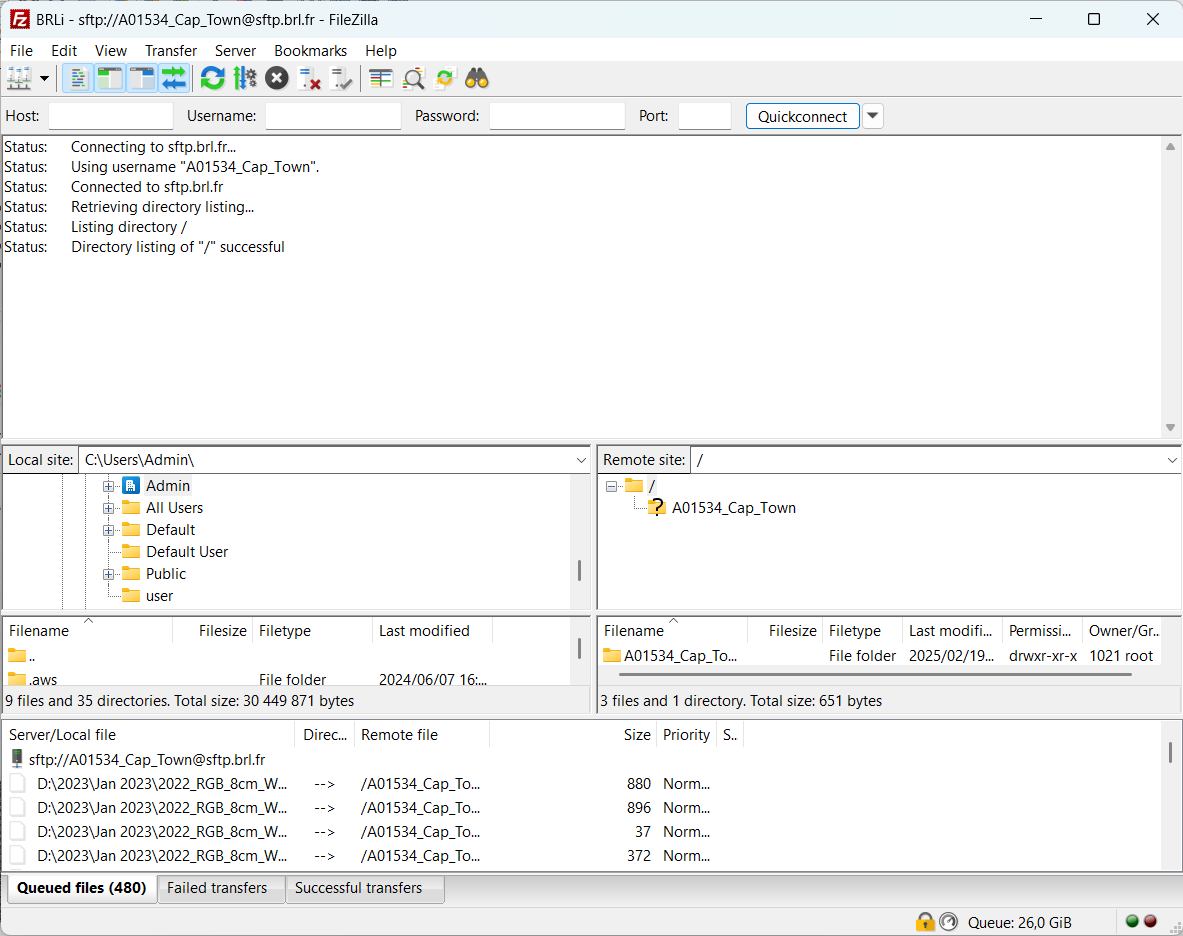 BRLi - sftp://A01534_Cap_Town@sftp.brl.fr - FileZilla
File Edit View Transfer Server Bookmarks Help
Host: Username: Password: Port: Quickconnect
Status: Connecting to sftp.brl.fr...
Status: Using username "A01534_Cap_Town".
Status: Connected to sftp.brl.fr
Status: Retrieving directory listing...
Status: Listing directory /
Status: Directory listing of "/" successful
Local site: C:\Users\Admin\
Admin
All Users
Default
Default User
Public
user
Remote site: /
/
A01534_Cap_Town
Filename Filesize Filetype Last modified
..
.aws File folder 2024/06/07 16:...
9 files and 35 directories. Total size: 30 449 871 bytes
Filename Filesize Filetype Last modifi... Permissi... Owner/Gr...
A01534_Cap_To... File folder 2025/02/19... drwxr-xr-x 1021 root
3 files and 1 directory. Total size: 651 bytes
Server/Local file Direc... Remote file Size Priority S..
sftp://A01534_Cap_Town@sftp.brl.fr
D:\2023\Jan 2023\2022_RGB_8cm_W... --> /A01534_Cap_To... 880 Norm...
D:\2023\Jan 2023\2022_RGB_8cm_W... --> /A01534_Cap_To... 896 Norm...
D:\2023\Jan 2023\2022_RGB_8cm_W... --> /A01534_Cap_To... 37 Norm...
D:\2023\Jan 2023\2022_RGB_8cm_W... --> /A01534_Cap_To... 372 Norm...
Queued files (480) Failed transfers Successful transfers
Queue: 26,0 GiB